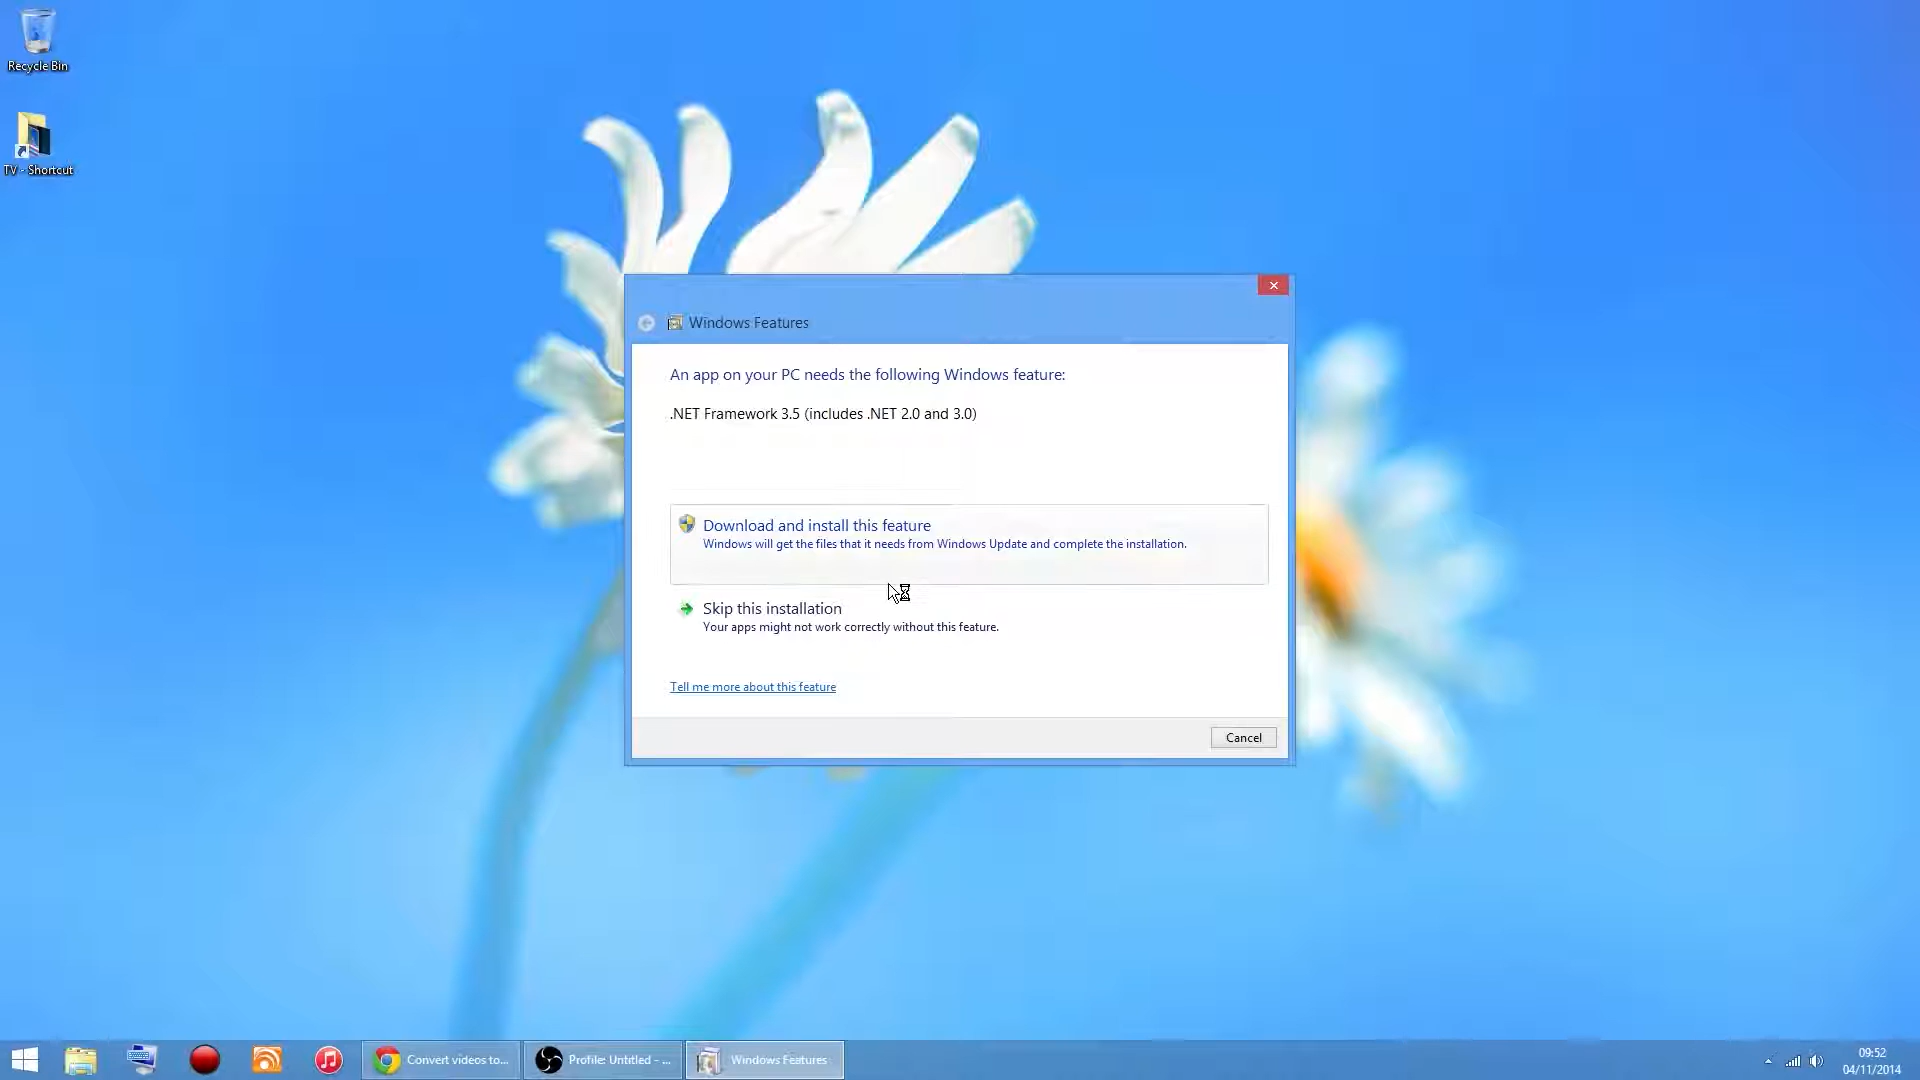 Recycle Bin
TV - Shortcut
Windows Features
An app on your PC needs the following Windows feature:
.NET Framework 3.5 (includes .NET 2.0 and 3.0)
Download and install this feature
Windows will get the files that it needs from Windows Update and complete the installation.
Skip this installation
Your apps might not work correctly without this feature.
Tell me more about this feature
Cancel
Convert videos to...
Profile: Untitled - ...
Windows Features
09:52
04/11/2014